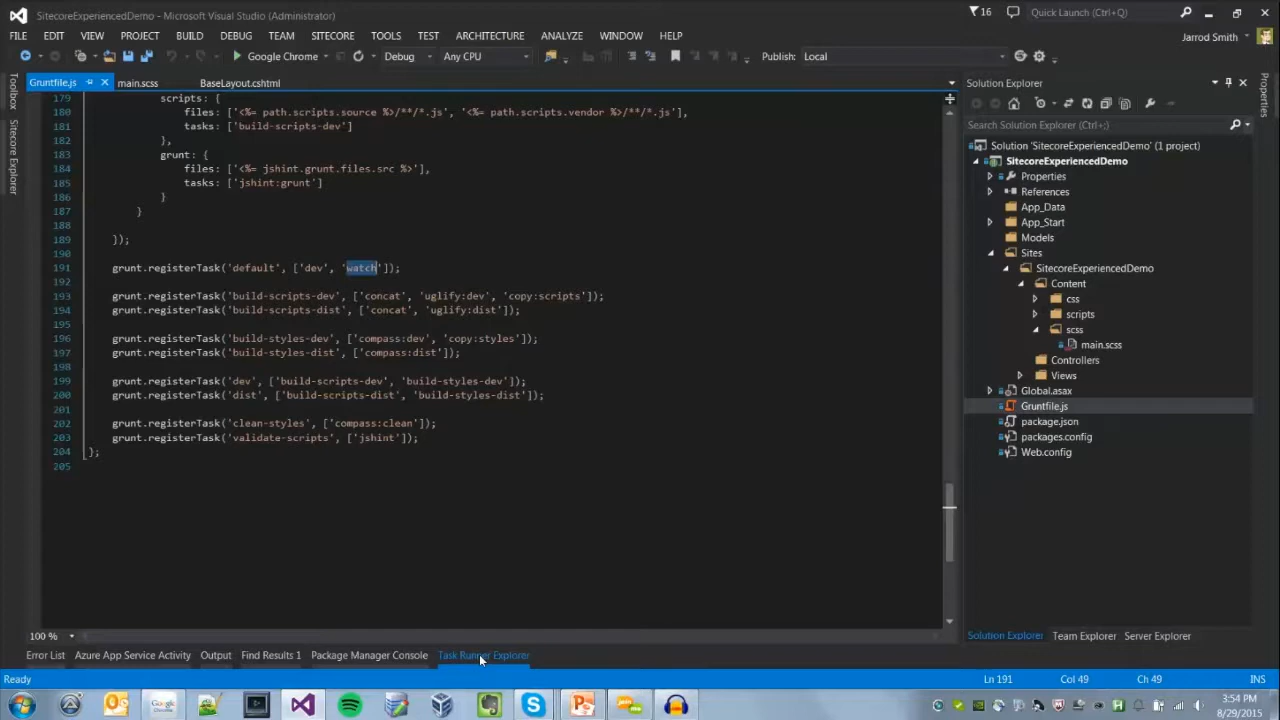 SitecoreExperiencedDemo - Microsoft Visual Studio (Administrator)
16
Quick Launch (Ctrl+Q)
FILE EDIT VIEW PROJECT BUILD DEBUG TEAM SITECORE TOOLS TEST ARCHITECTURE ANALYZE WINDOW HELP
Jarrod Smith
Google Chrome Debug Any CPU Publish: Local
Toolbox
Sitecore Explorer
Gruntfile.js main.scss BaseLayout.cshtml
179 scripts: {
180 files: ['<%= path.scripts.source %>/**/*.js', '<%= path.scripts.vendor %>/**/*.js'],
181 tasks: ['build-scripts-dev']
182 },
183 grunt: {
184 files: ['<%= jshint.grunt.files.src %>'],
185 tasks: ['jshint:grunt']
186 }
187 }
188
189 });
190
191 grunt.registerTask('default', ['dev', 'watch']);
192
193 grunt.registerTask('build-scripts-dev', ['concat', 'uglify:dev', 'copy:scripts']);
194 grunt.registerTask('build-scripts-dist', ['concat', 'uglify:dist']);
195
196 grunt.registerTask('build-styles-dev', ['compass:dev', 'copy:styles']);
197 grunt.registerTask('build-styles-dist', ['compass:dist']);
198
199 grunt.registerTask('dev', ['build-scripts-dev', 'build-styles-dev']);
200 grunt.registerTask('dist', ['build-scripts-dist', 'build-styles-dist']);
201
202 grunt.registerTask('clean-styles', ['compass:clean']);
203 grunt.registerTask('validate-scripts', ['jshint']);
204 };
205
100 %
Solution Explorer
Search Solution Explorer (Ctrl+;)
Solution 'SitecoreExperiencedDemo' (1 project)
SitecoreExperiencedDemo
Properties
References
App_Data
App_Start
Models
Sites
SitecoreExperiencedDemo
Content
css
scripts
scss
main.scss
Controllers
Views
Global.asax
Gruntfile.js
package.json
packages.config
Web.config
Solution Explorer Team Explorer Server Explorer
Properties
Error List Azure App Service Activity Output Find Results 1 Package Manager Console Task Runner Explorer
Ready Ln 191 Col 49 Ch 49 INS
Google
3:54 PM
8/29/2015